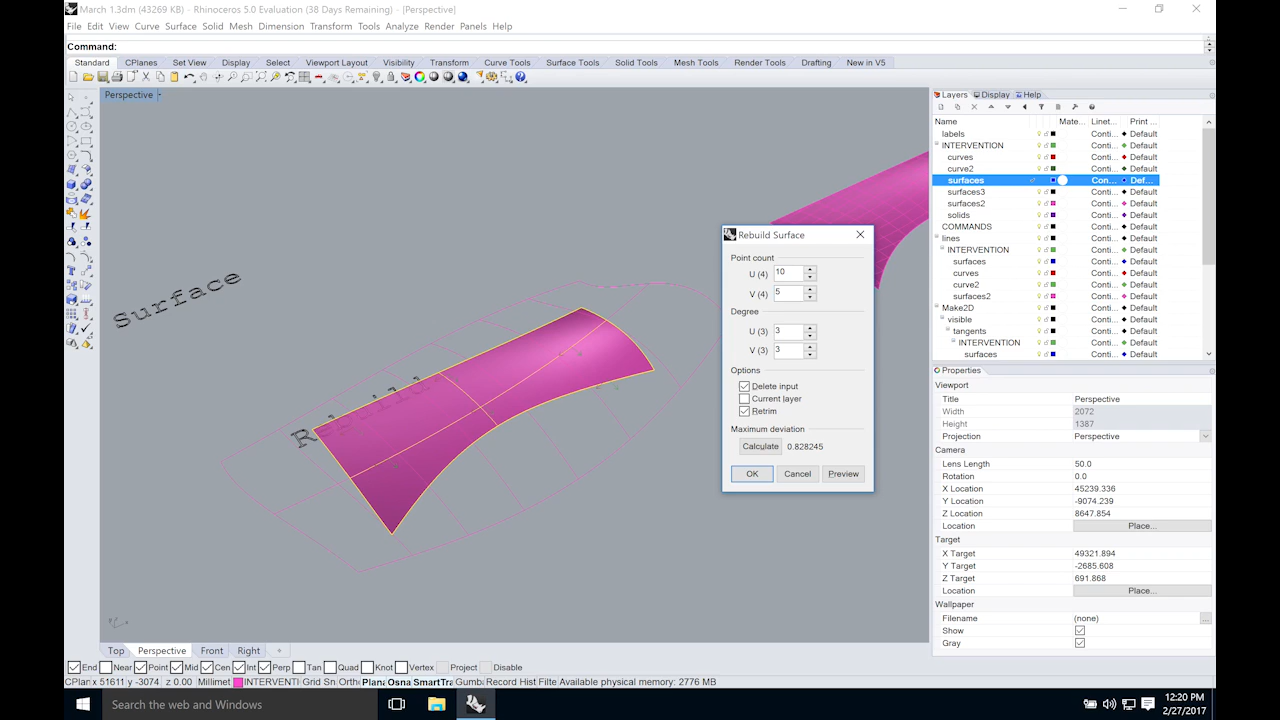 March 1.3dm (43269 KB) - Rhinoceros 5.0 Evaluation (38 Days Remaining) - [Perspective]
File Edit View Curve Surface Solid Mesh Dimension Transform Tools Analyze Render Panels Help
Command:
Standard CPlanes Set View Display Select Viewport Layout Visibility Transform Curve Tools Surface Tools Solid Tools Mesh Tools Render Tools Drafting New in V5
Perspective
Surface
Rebuild
Rebuild Surface
Point count
U (4) 10
V (4) 5
Degree
U (3) 3
V (3) 3
Options
Delete input
Current layer
Retrim
Maximum deviation
Calculate 0.828245
OK Cancel Preview
Layers Display Help
Name Mate... Linet... Print ...
labels Conti... Default
INTERVENTION Conti... Default
curves Conti... Default
curve2 Conti... Default
surfaces Con... Def...
surfaces3 Conti... Default
surfaces2 Conti... Default
solids Conti... Default
COMMANDS Conti... Default
lines Conti... Default
INTERVENTION Conti... Default
surfaces Conti... Default
curves Conti... Default
curve2 Conti... Default
surfaces2 Conti... Default
Make2D Conti... Default
visible Conti... Default
tangents Conti... Default
INTERVENTION Conti... Default
surfaces Conti... Default
Properties
Viewport
Title Perspective
Width 2072
Height 1387
Projection Perspective
Camera
Lens Length 50.0
Rotation 0.0
X Location 45239.336
Y Location -9074.239
Z Location 8647.854
Location Place...
Target
X Target 49321.894
Y Target -2685.608
Z Target 691.868
Location Place...
Wallpaper
Filename (none) ...
Show
Gray
Top Perspective Front Right
End Near Point Mid Cen Int Perp Tan Quad Knot Vertex Project Disable
CPlan x 51611 y -3074 z 0.00 Millimet INTERVENTI Grid Sn Ortho Plana Osna SmartTra Gumba Record Hist Filte Available physical memory: 2776 MB
Search the web and Windows
12:20 PM
2/27/2017